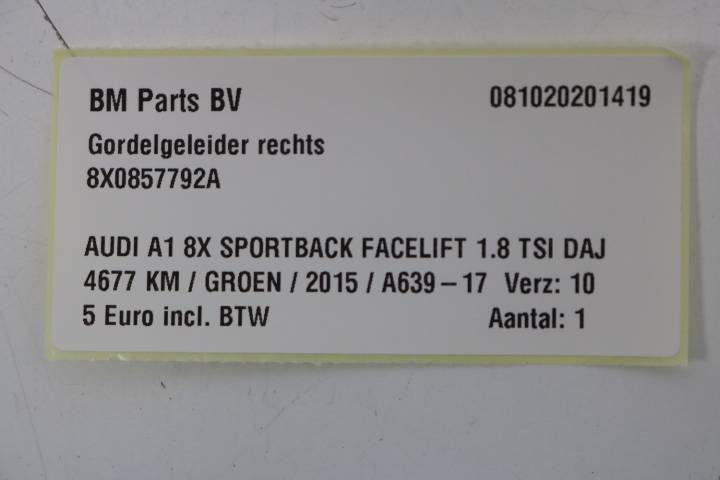 BM Parts BV 081020201419
Gordelgeleider rechts
8X0857792A
AUDI A1 8X SPORTBACK FACELIFT 1.8 TSI DAJ
4677 KM / GROEN / 2015 / A639 – 17 Verz: 10
5 Euro incl. BTW Aantal: 1